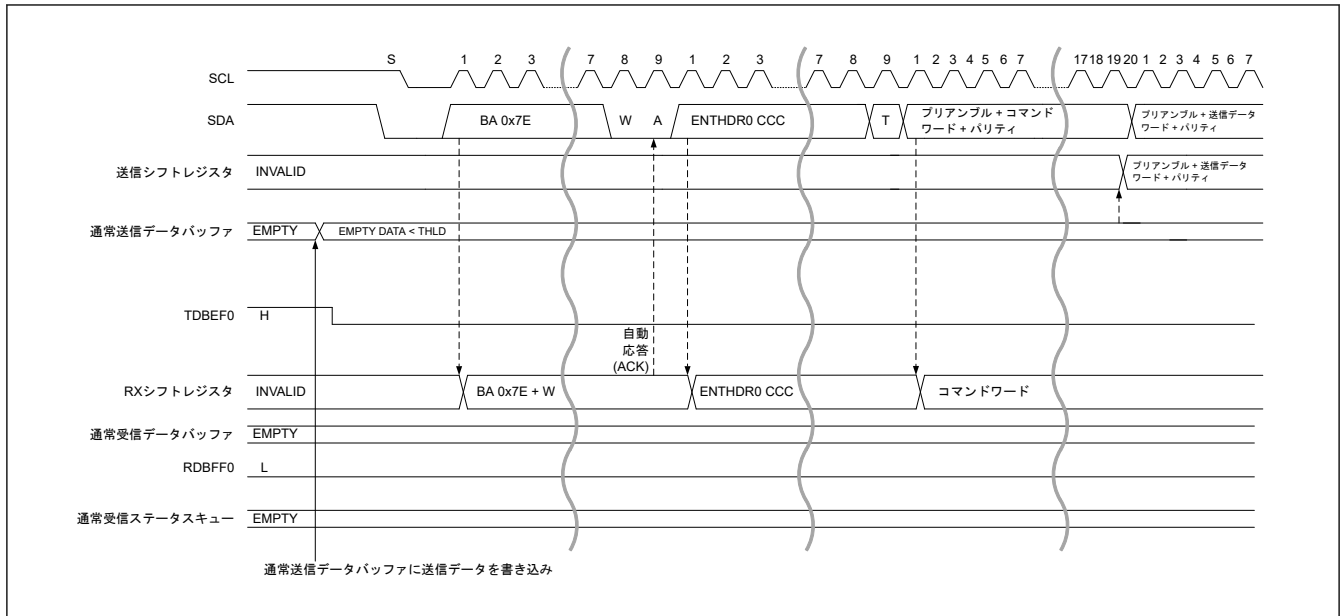 S 1 2 3 7 8 9 1 2 3 7 8 9 1 2 3 4 5 6 7 17 18 19 20 1 2 3 4 5 6 7
SCL
SDA BA 0x7E W A ENTHDR0 CCC T プリアンブル + コマンド
ワード + パリティ
プリアンブル + 送信データ
ワード + パリティ
送信シフトレジスタ INVALID プリアンブル + 送信データ
ワード + パリティ
通常送信データバッファ EMPTY EMPTY DATA < THLD
TDBEF0 H
自動
応答
(ACK)
RXシフトレジスタ INVALID BA 0x7E + W ENTHDR0 CCC コマンドワード
通常受信データバッファ EMPTY
RDBFF0 L
通常受信ステータスキュー EMPTY
通常送信データバッファに送信データを書き込み